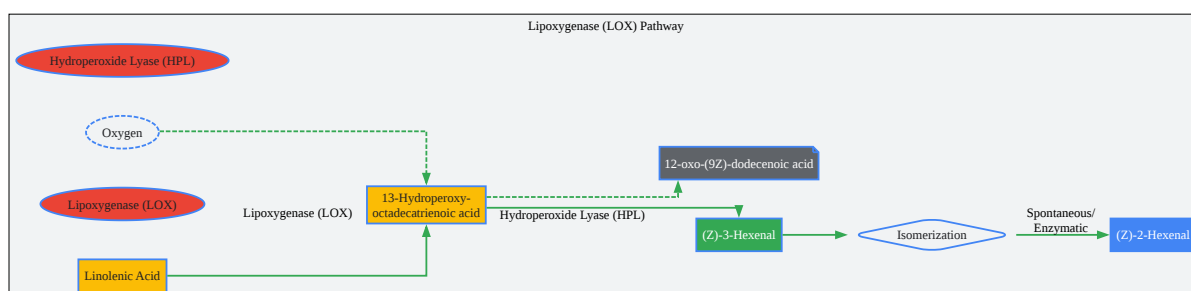 Lipoxygenase (LOX) Pathway
Hydroperoxide Lyase (HPL)
Oxygen
12-oxo-(9Z)-dodecenoic acid
Lipoxygenase (LOX)
Lipoxygenase (LOX)
13-Hydroperoxy-
octadecatrienoic acid
Hydroperoxide Lyase (HPL)
(Z)-3-Hexenal
Isomerization
Spontaneous/
Enzymatic
(Z)-2-Hexenal
Linolenic Acid